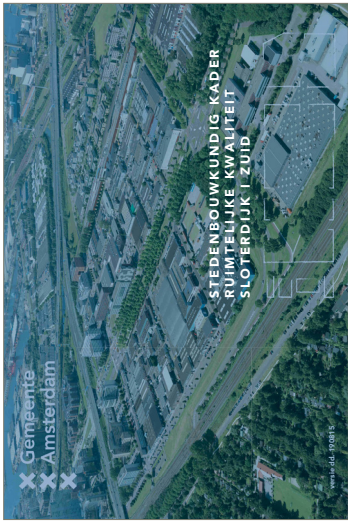 Gemeente
Amsterdam
STEDENBOUWKUNDIG KADER
RUIMTELIJKE KWALITEIT
SLOTERDIJK I ZUID
versie dd. 190815